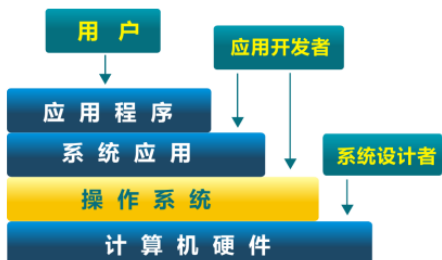 用户
应用开发者
应用程序
系统应用
系统设计者
操作系统
计算机硬件